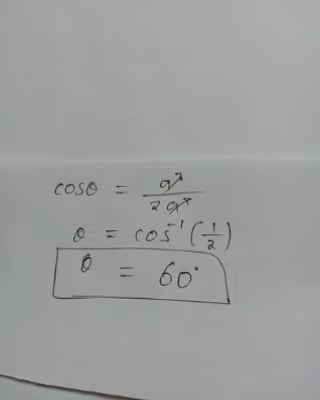 cosθ = a²/2a²
θ = cos⁻¹(1/2)
θ = 60°